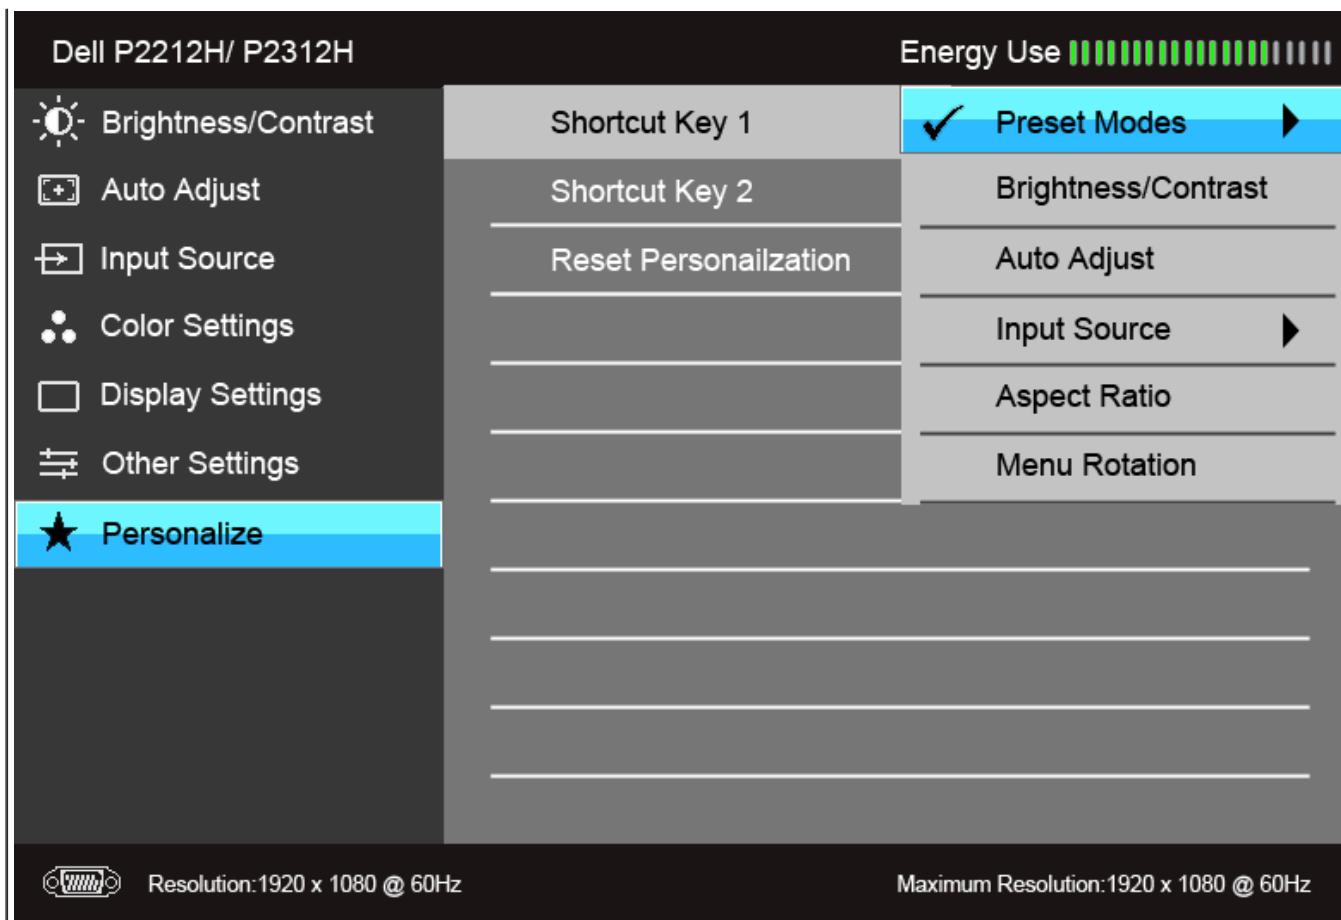 Dell P2212H/ P2312H Energy Use
Brightness/Contrast Shortcut Key 1 Preset Modes
Auto Adjust Shortcut Key 2 Brightness/Contrast
Input Source Reset Personailzation Auto Adjust
Color Settings Input Source
Display Settings Aspect Ratio
Other Settings Menu Rotation
Personalize
Resolution:1920 x 1080 @ 60Hz Maximum Resolution:1920 x 1080 @ 60Hz